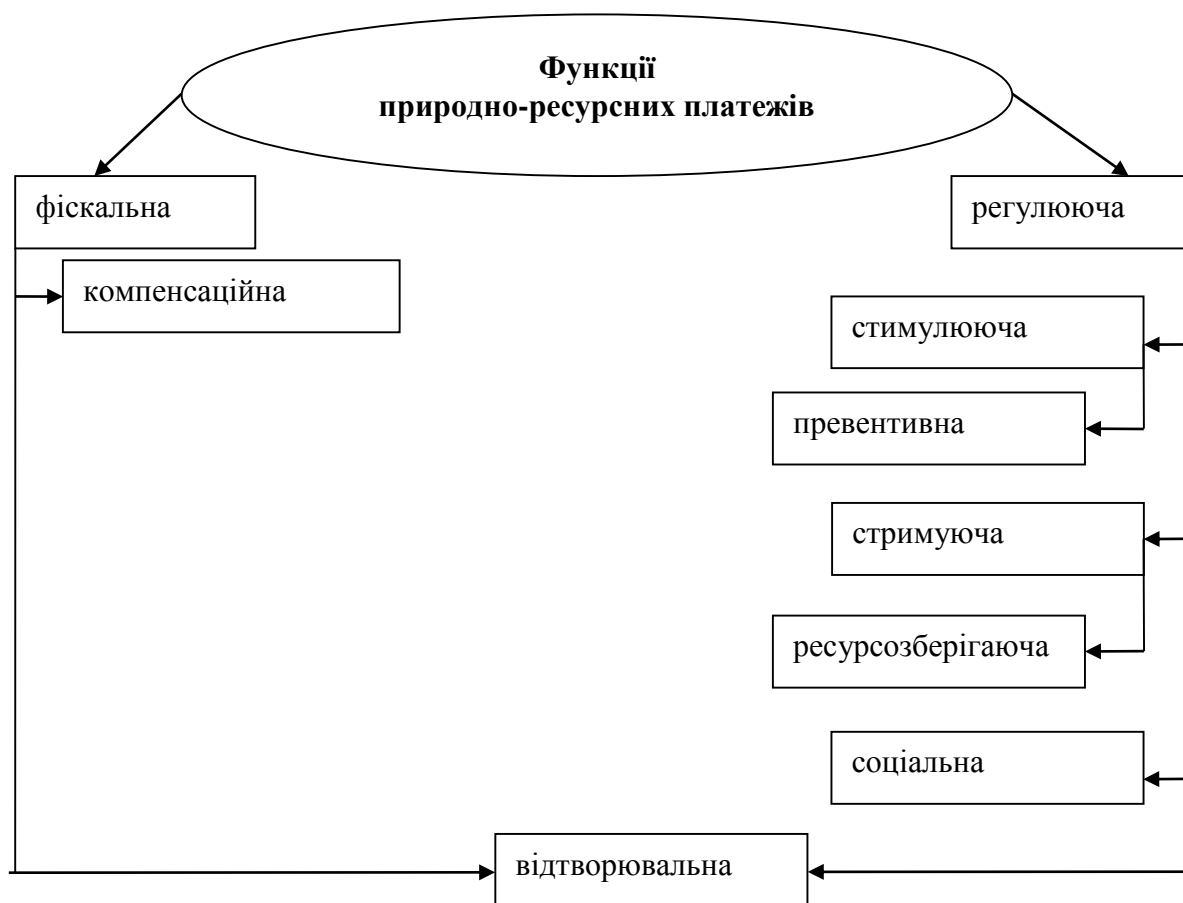 Функції
природно-ресурсних платежів
фіскальна
регулююча
компенсаційна
стимулююча
превентивна
стримуюча
ресурсозберігаюча
соціальна
відтворювальна